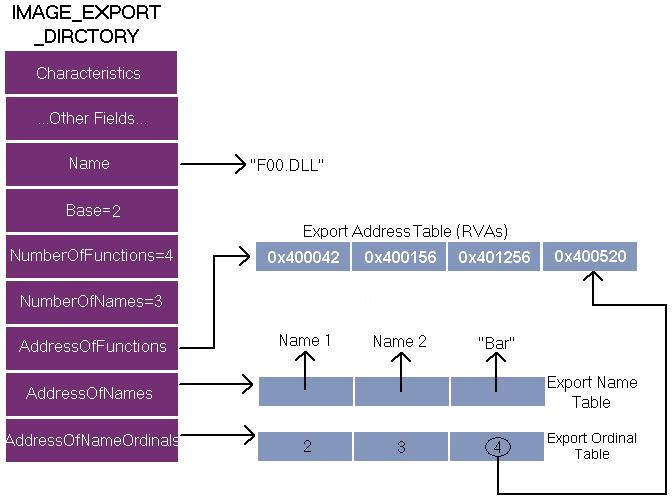 IMAGE_EXPORT
_DIRCTORY
Characteristics
...Other Fields...
Name
"F00.DLL"
Base=2
NumberOfFunctions=4
NumberOfNames=3
AddressOfFunctions
AddressOfNames
AddressOfNameOrdinals
Export Address Table (RVAs)
0x400042 0x400156 0x401256 0x400520
Name 1 Name 2 "Bar"
Export Name
Table
2 3 4
Export Ordinal
Table